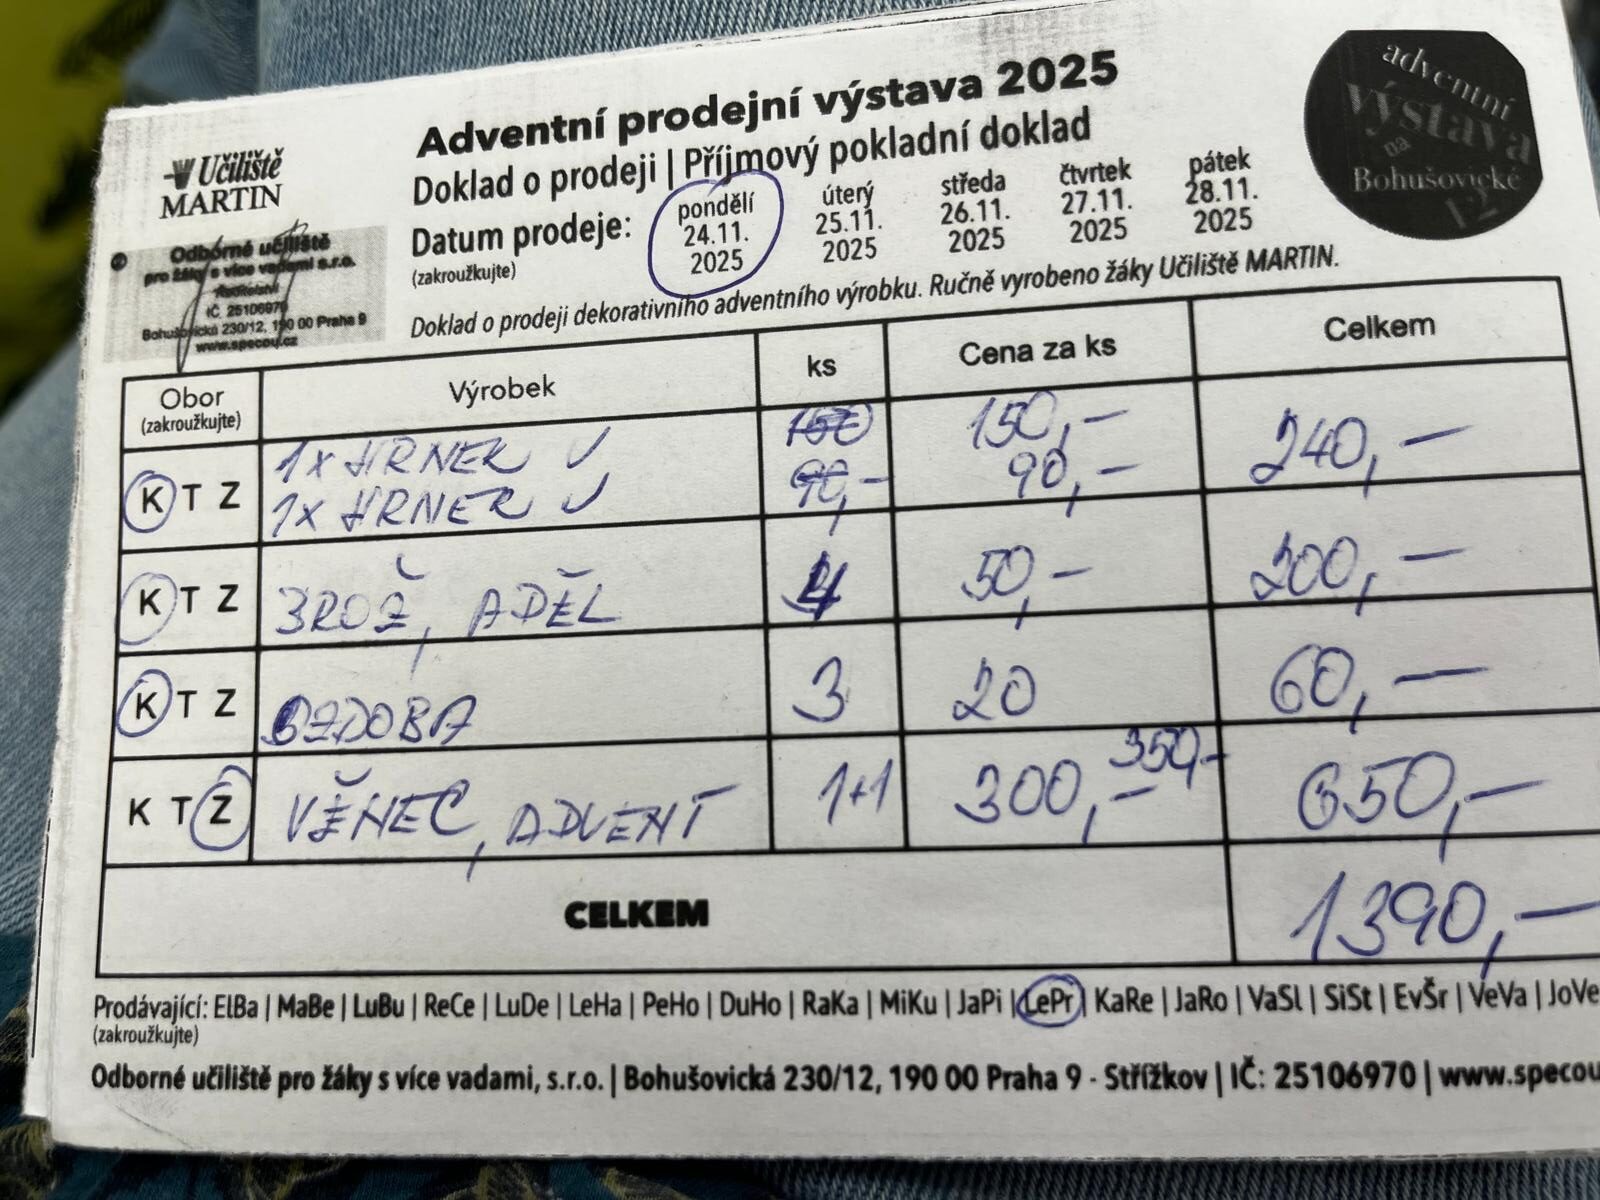 Adventní prodejní výstava 2025
Doklad o prodeji | Příjmový pokladní doklad
Učiliště
MARTIN
adventní
výstava
na
Bohušovické
12
Odborné učiliště
pro žáky s více vadami s.r.o.
Ředitelství
IČ. 25106970
Bohušovická 230/12, 190 00 Praha 9
www.specou.cz
Datum prodeje:
(zakroužkujte)
pondělí 24.11. 2025
úterý 25.11. 2025
středa 26.11. 2025
čtvrtek 27.11. 2025
pátek 28.11. 2025
Doklad o prodeji dekorativního adventního výrobku. Ručně vyrobeno žáky Učiliště MARTIN.
Obor (zakroužkujte) Výrobek ks Cena za ks Celkem
K T Z 1x HRNEK 150 150,- 240,-
1x HRNEK 90,- 90,-
K T Z BROŽ, ADĚL 4 50,- 200,-
K T Z OZDOBA 3 20 60,-
K T Z VĚNEC, ADVENT 1+1 300,- 350,- 650,-
CELKEM 1390,-
Prodávající: ElBa | MaBe | LuBu | ReCe | LuDe | LeHa | PeHo | DuHo | RaKa | MiKu | JaPi | LePr | KaRe | JaRo | VaSl | SiSt | EvŠr | VeVa | JoVe
(zakroužkujte)
Odborné učiliště pro žáky s více vadami, s.r.o. | Bohušovická 230/12, 190 00 Praha 9 - Střížkov | IČ: 25106970 | www.specou